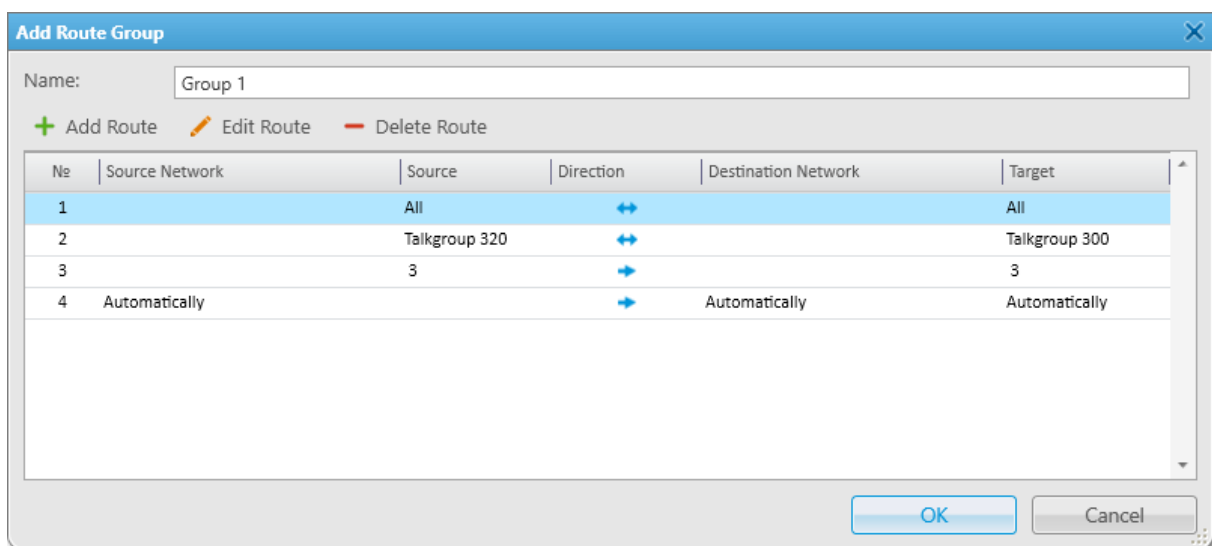 Add Route Group
Name: Group 1
Add Route Edit Route Delete Route
№ Source Network Source Direction Destination Network Target
1 All All
2 Talkgroup 320 Talkgroup 300
3 3 3
4 Automatically Automatically Automatically
OK Cancel